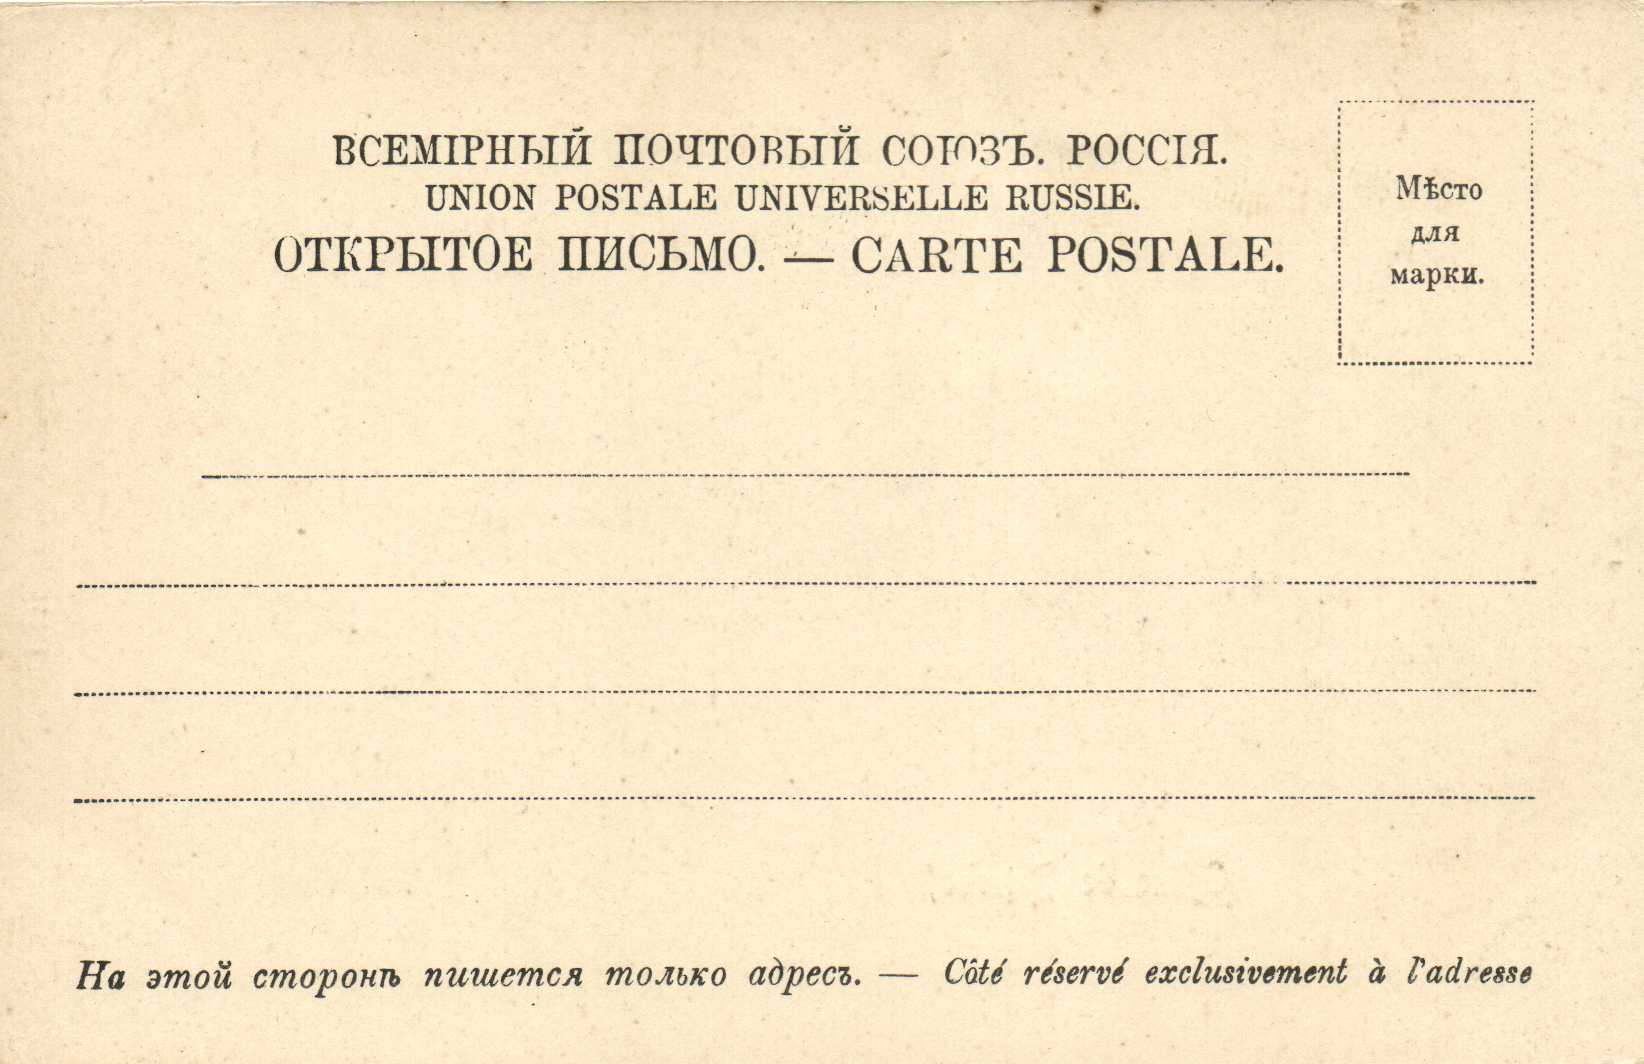 ВСЕМІРНЫЙ ПОЧТОВЫЙ СОЮЗЪ. РОССІЯ.
UNION POSTALE UNIVERSELLE RUSSIE.
ОТКРЫТОЕ ПИСЬМО. — CARTE POSTALE.
Мѣсто
для
марки.
На этой сторонѣ пишется только адресъ. — Côté réservé exclusivement à l'adresse